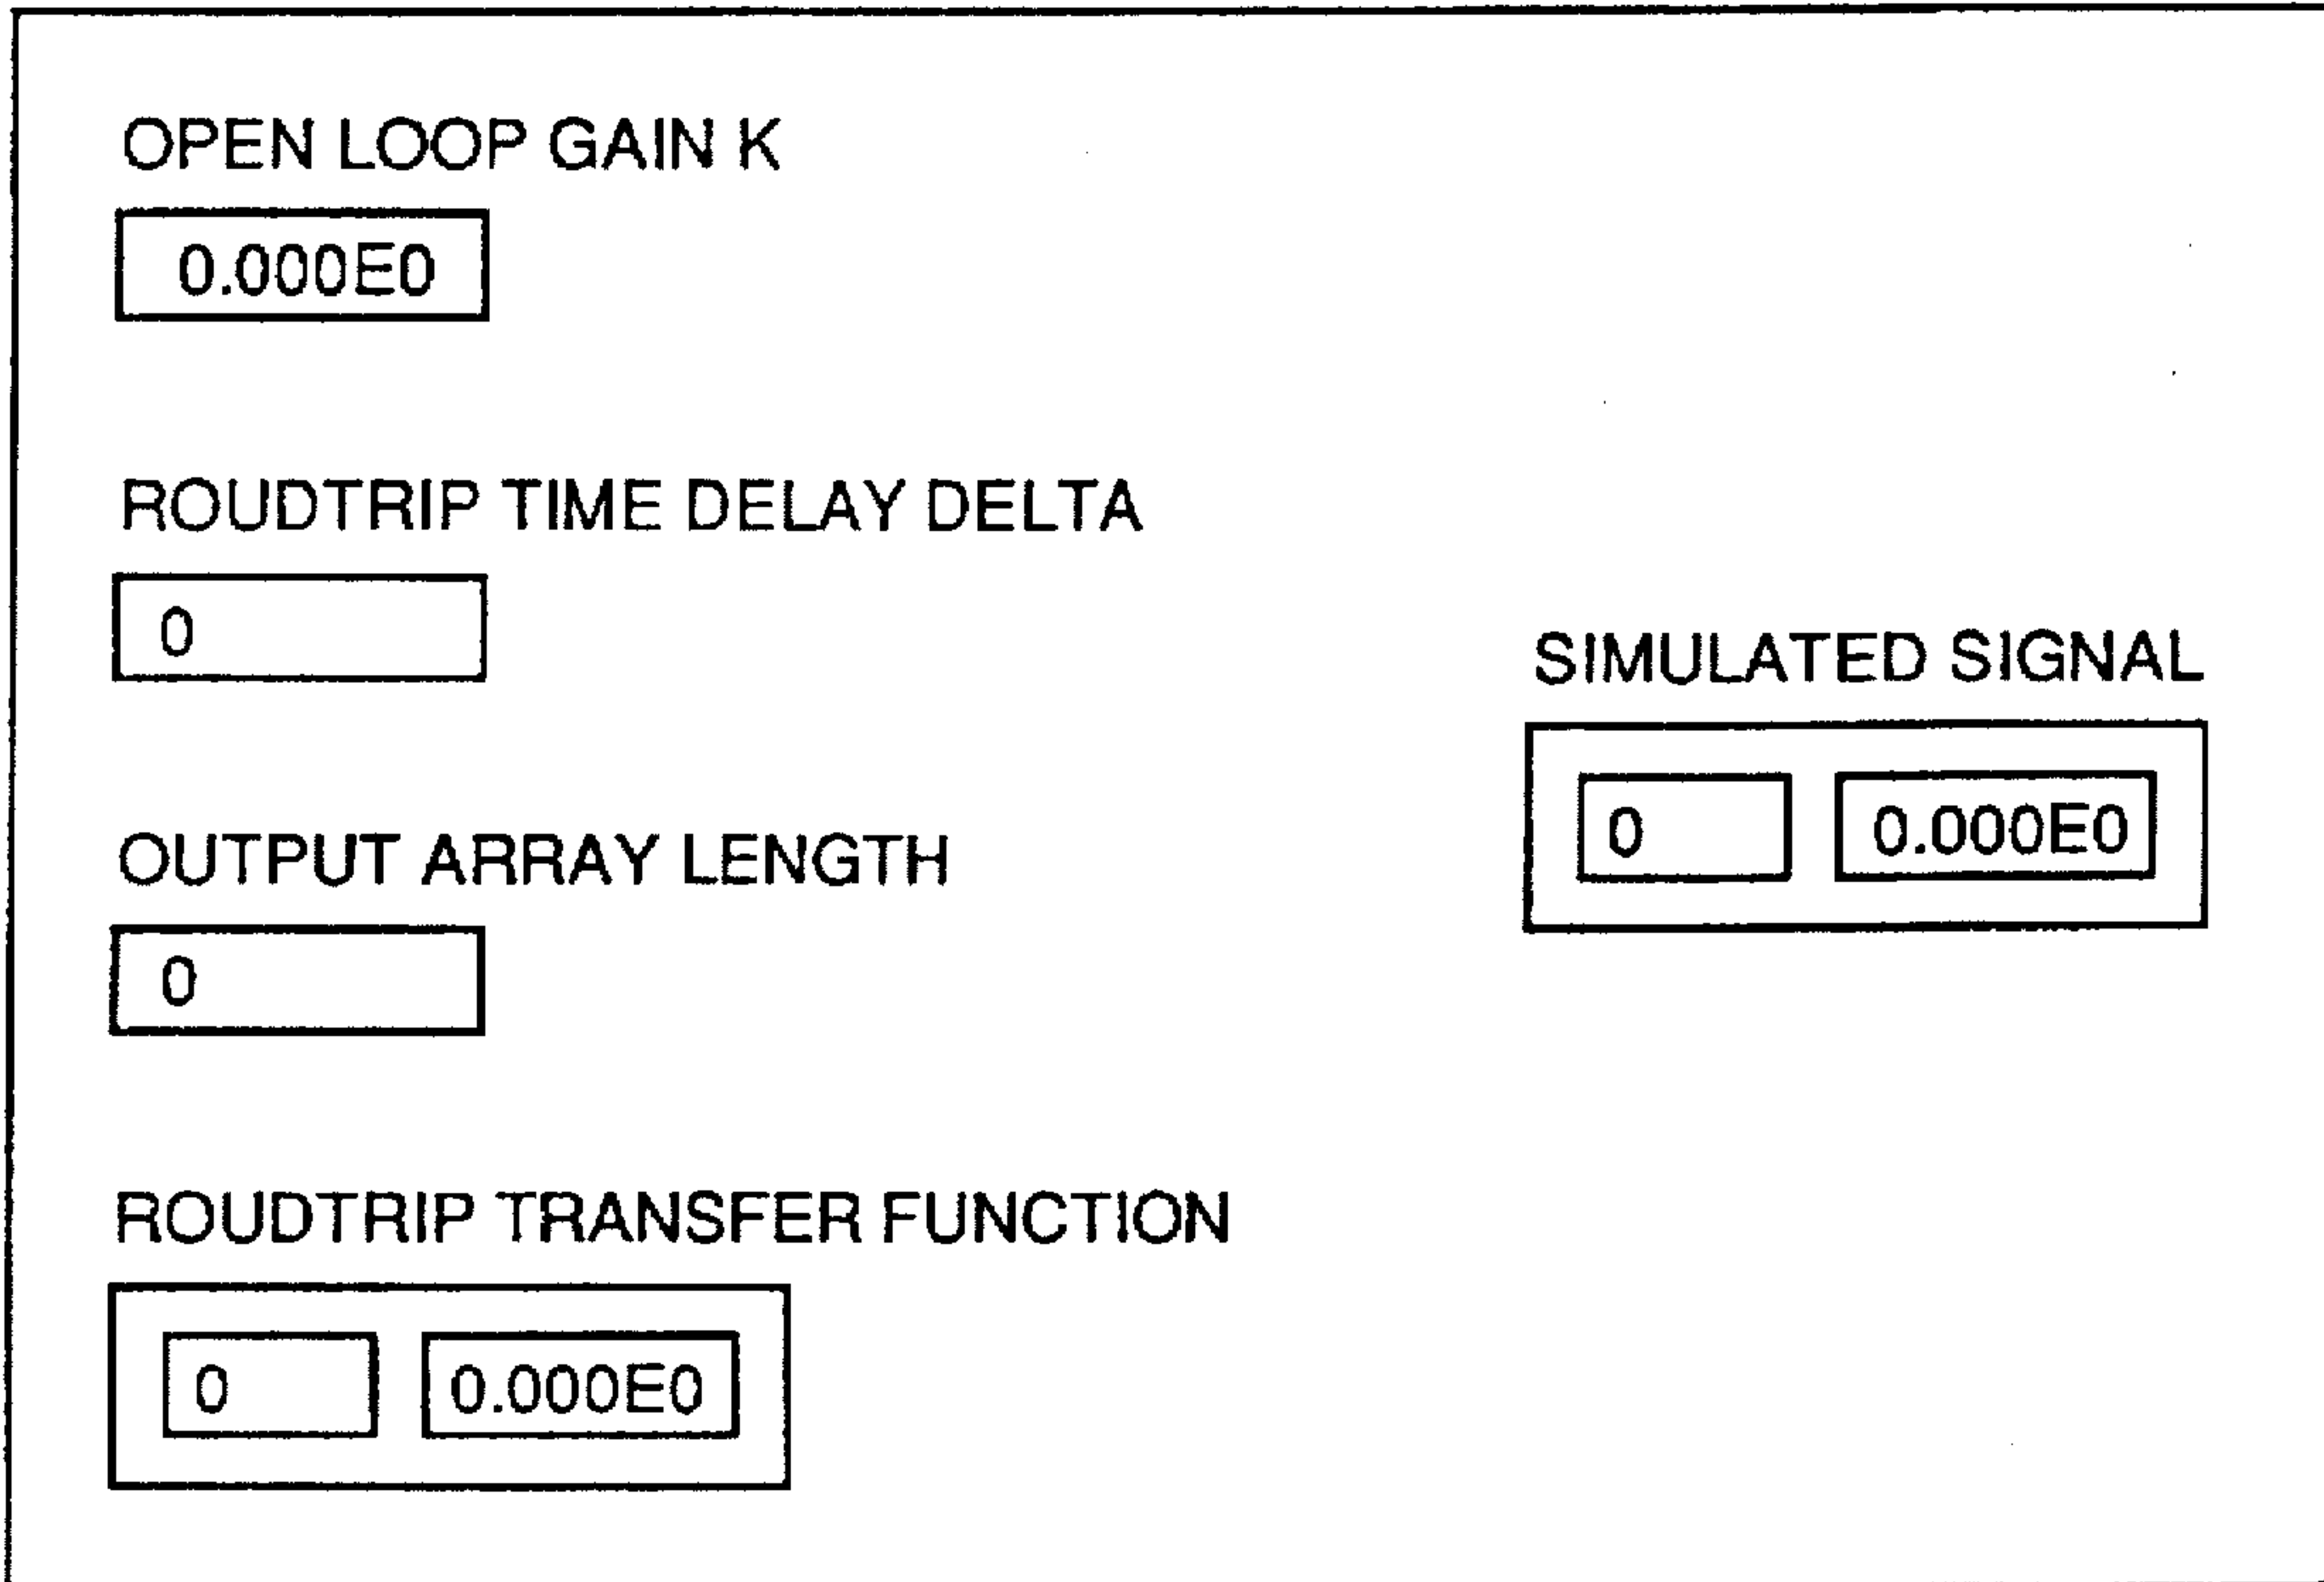 OPEN LOOP GAIN K
0.000E0
ROUDTRIP TIME DELAY DELTA
0
OUTPUT ARRAY LENGTH
0
ROUDTRIP TRANSFER FUNCTION
0 0.000E0
SIMULATED SIGNAL
0 0.000E0